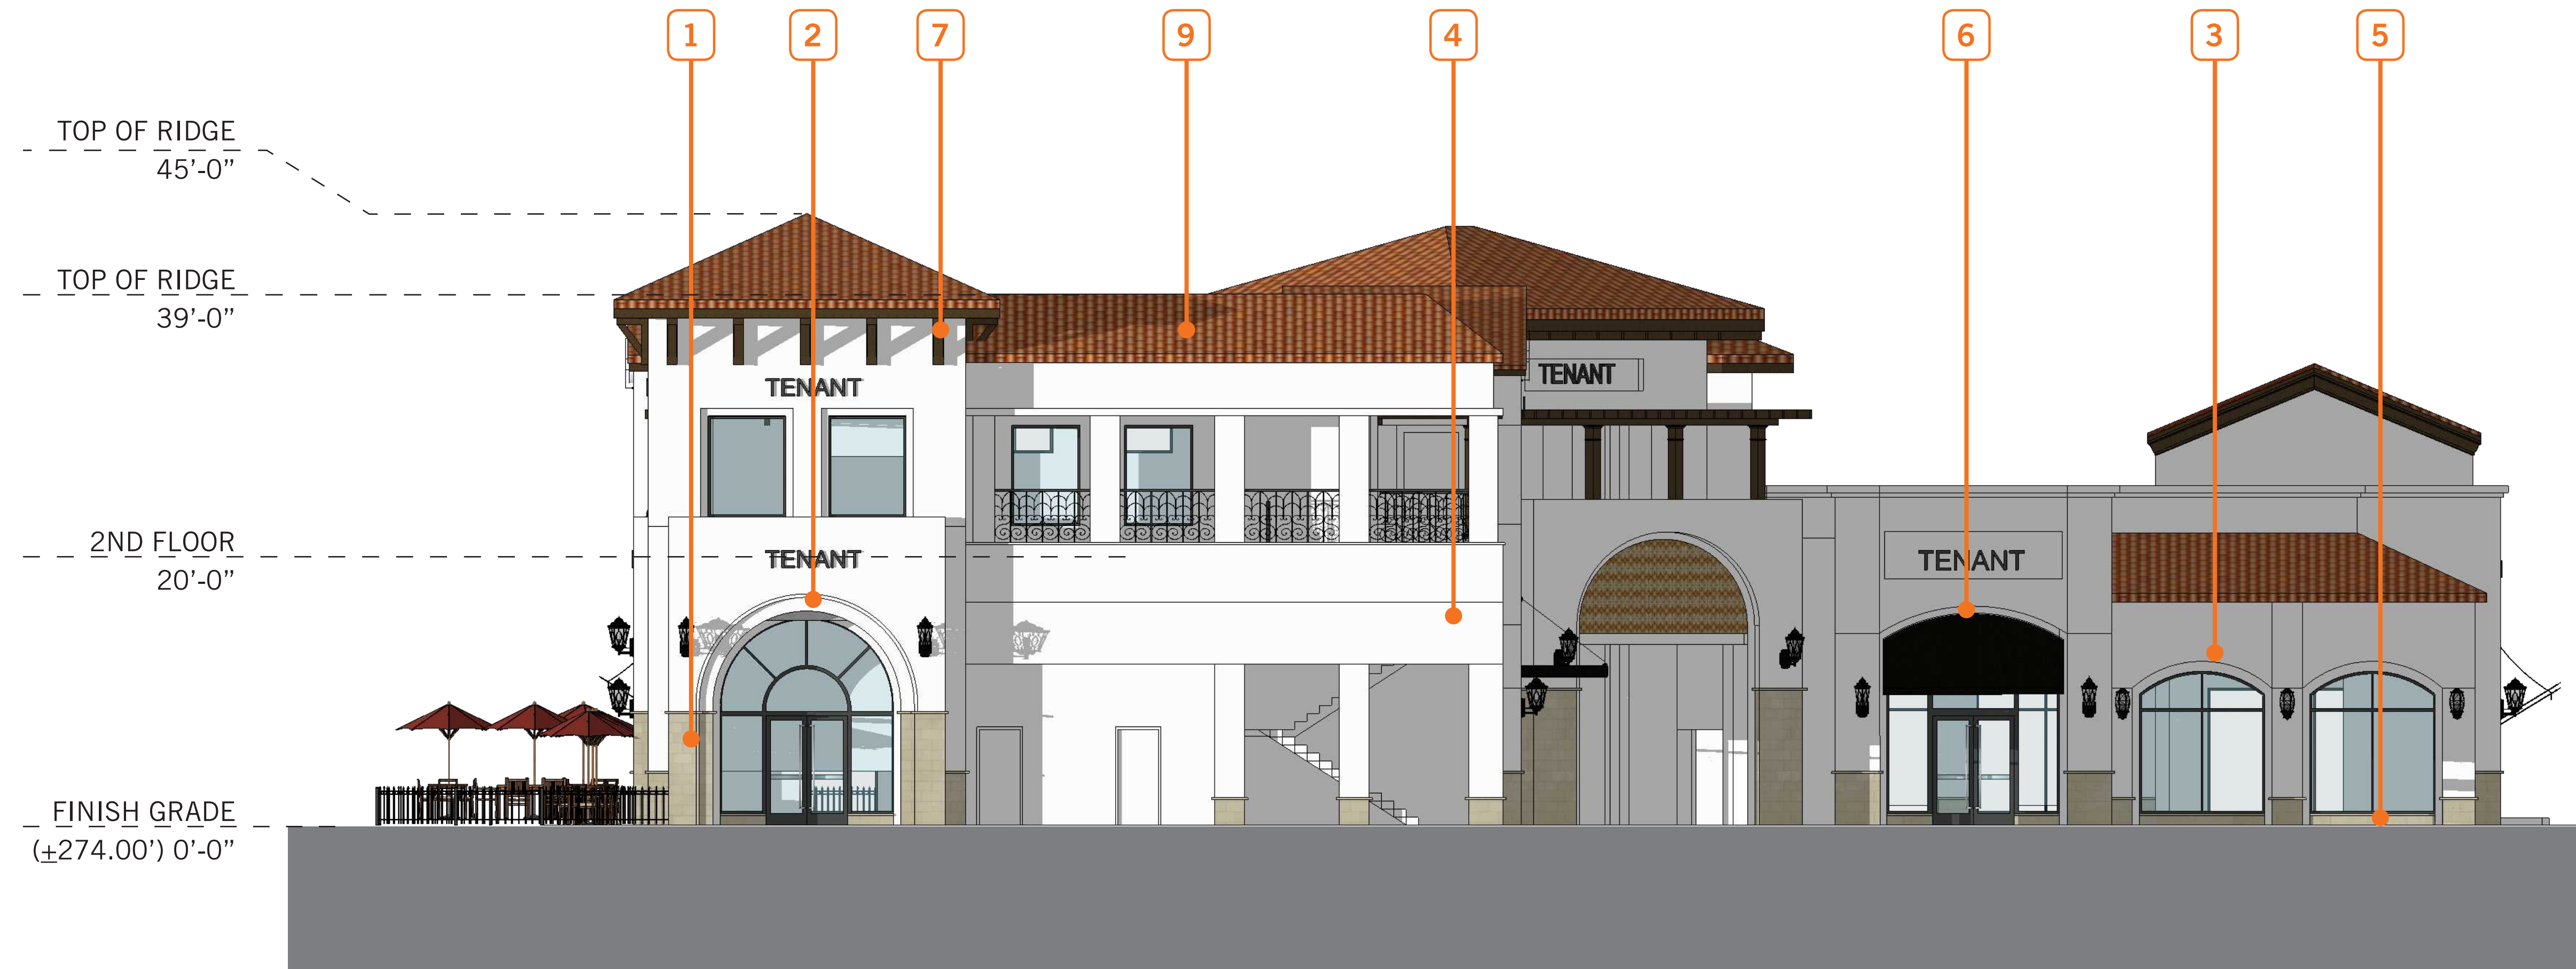 1 2 7 9 4 6 3 5
TOP OF RIDGE
45’-0”
TOP OF RIDGE
39’-0”
TENANT
TENANT
2ND FLOOR
20’-0”
TENANT
TENANT
FINISH GRADE
(±274.00’) 0’-0”